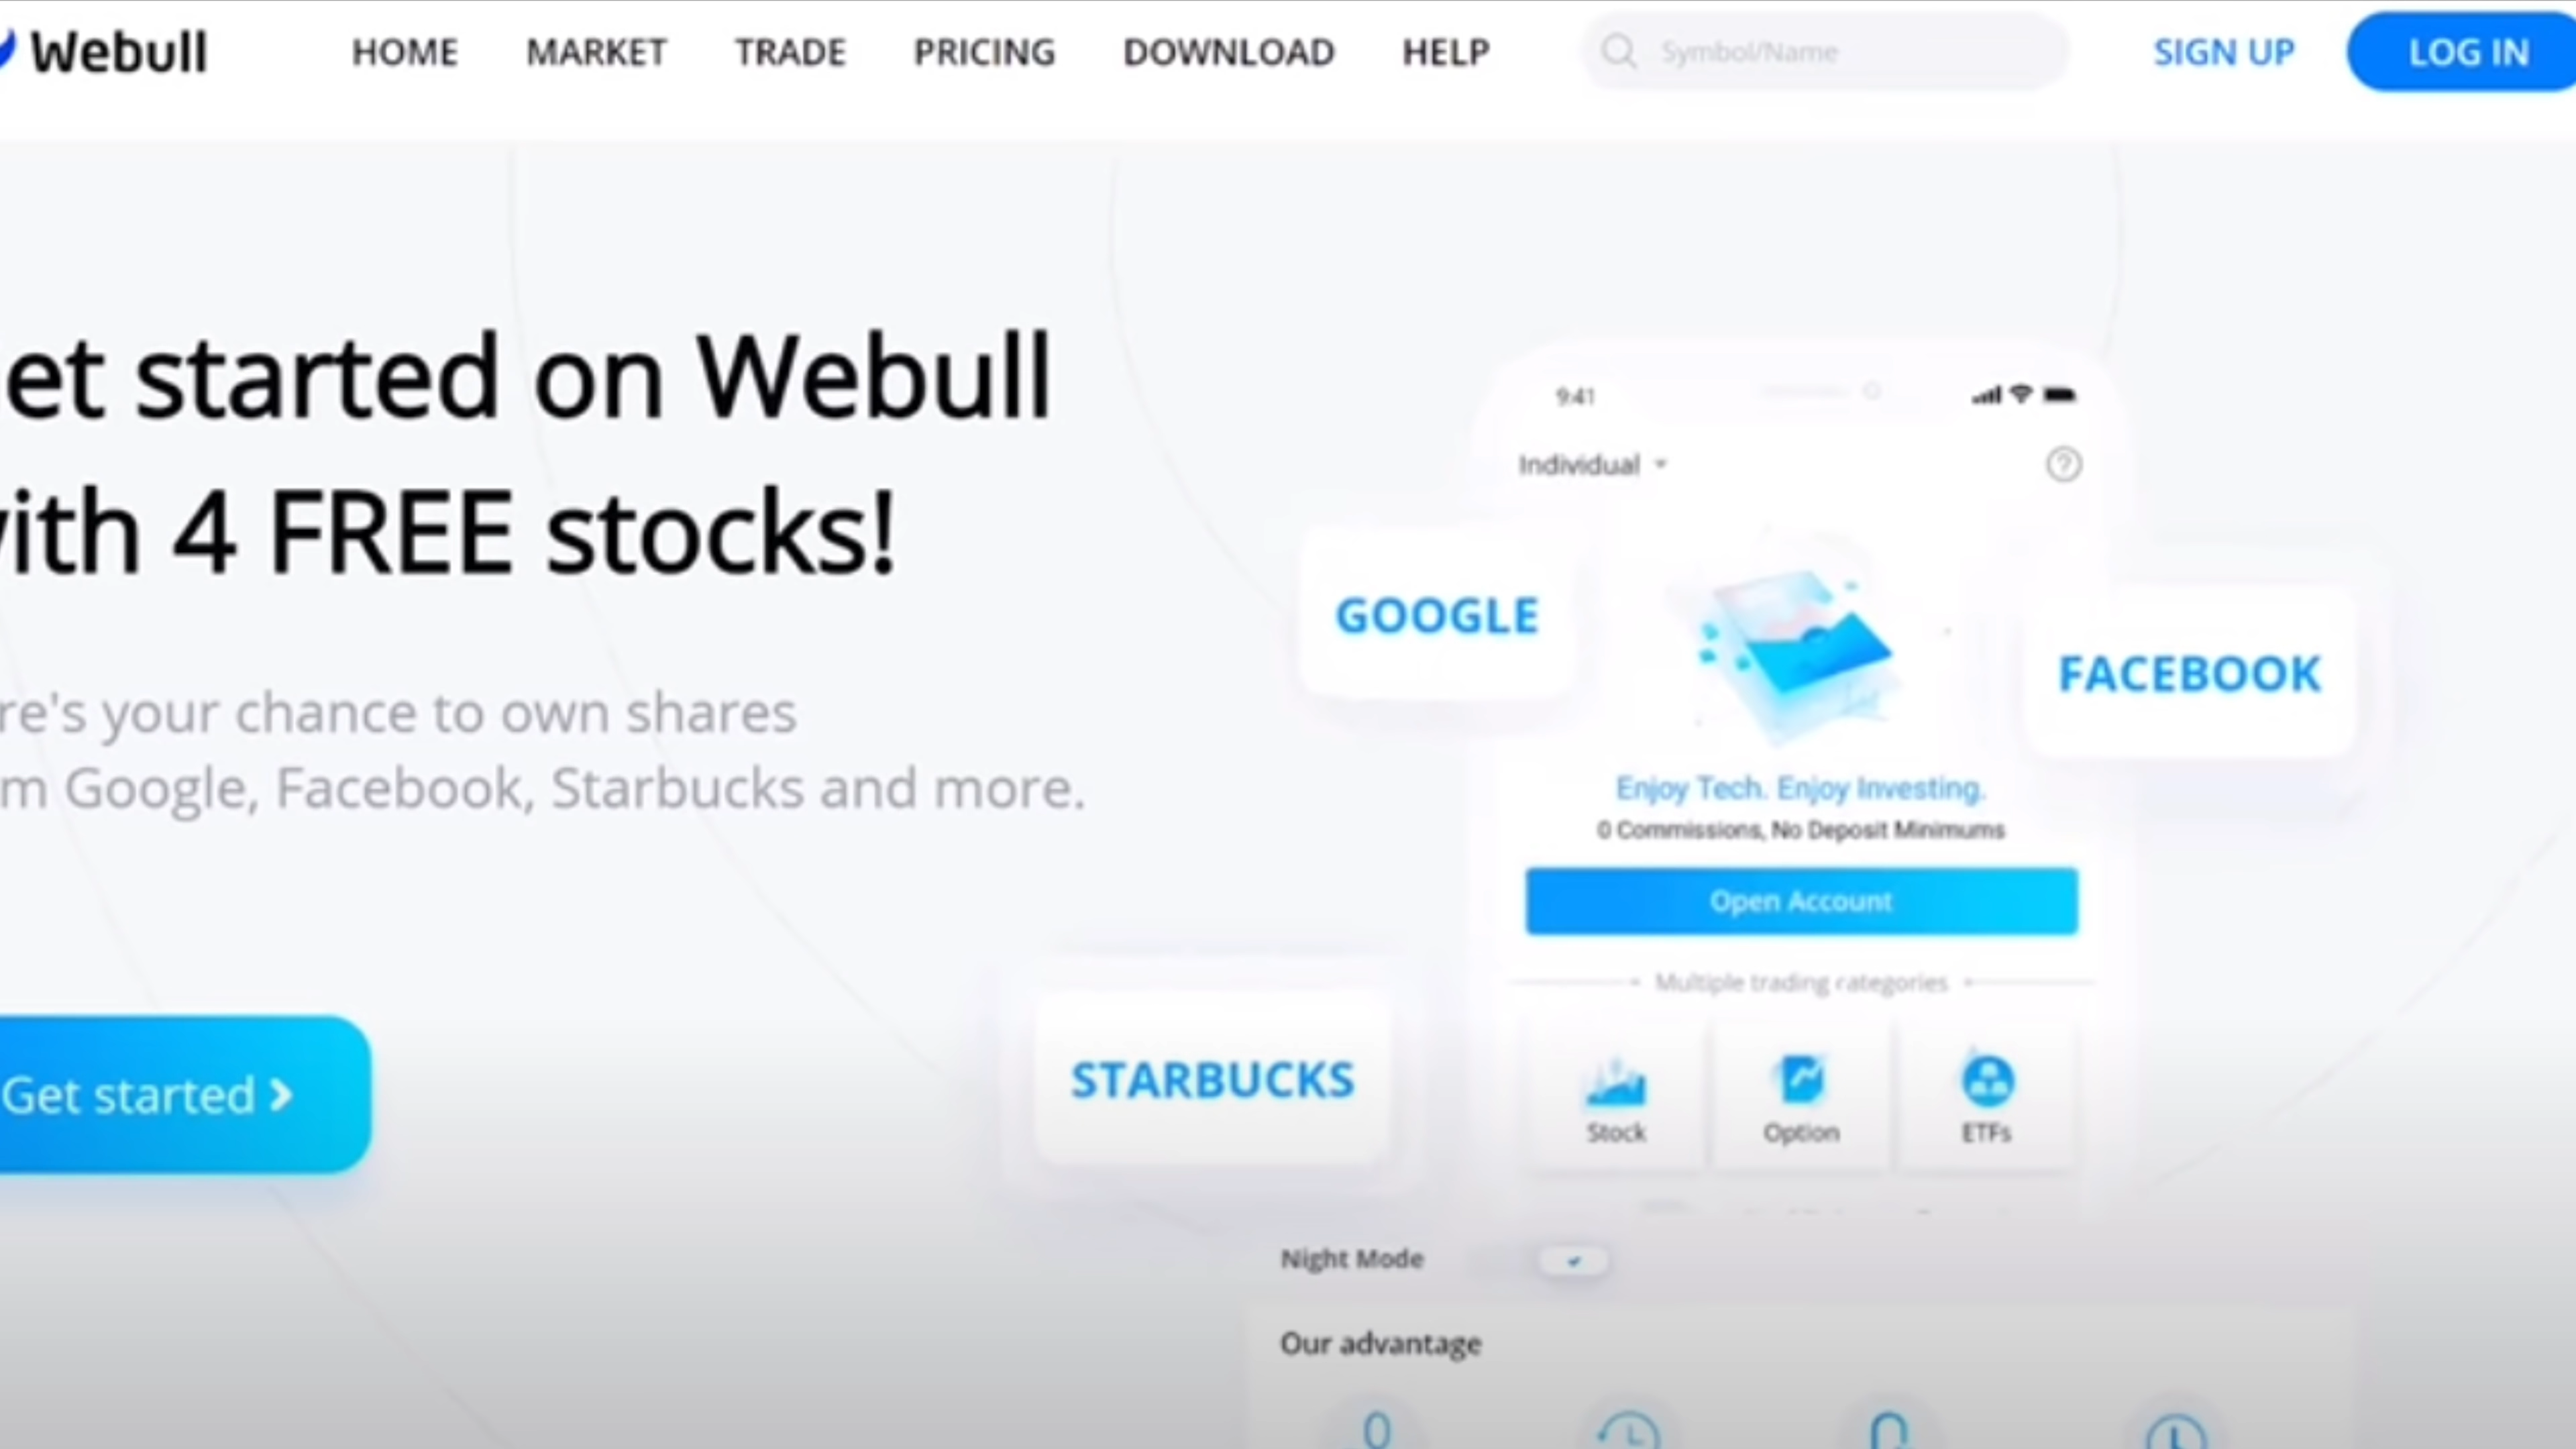 Webull
HOME MARKET TRADE PRICING DOWNLOAD HELP Symbol/Name SIGN UP LOG IN
et started on Webull
ith 4 FREE stocks!
re's your chance to own shares
m Google, Facebook, Starbucks and more.
Get started
9:41
Individual
GOOGLE
FACEBOOK
Enjoy Tech. Enjoy Investing.
0 Commissions, No Deposit Minimums
Open Account
Multiple trading categories
STARBUCKS
Stock Option ETFs
Night Mode
Our advantage
0